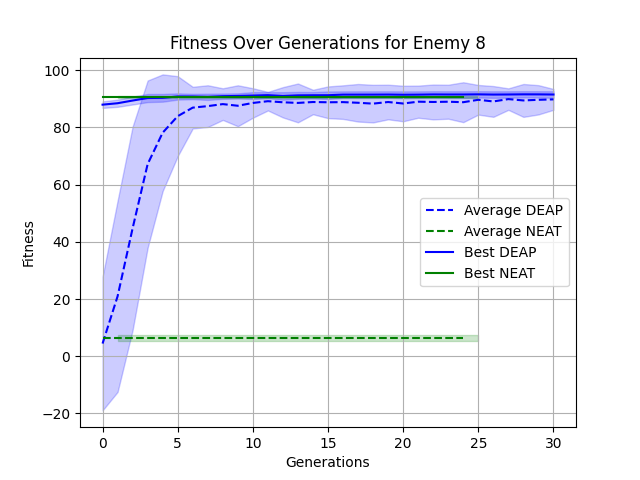 Fitness Over Generations for Enemy 8
100
80
60
40
20
0
−20
Fitness
Average DEAP
Average NEAT
Best DEAP
Best NEAT
0 5 10 15 20 25 30
Generations